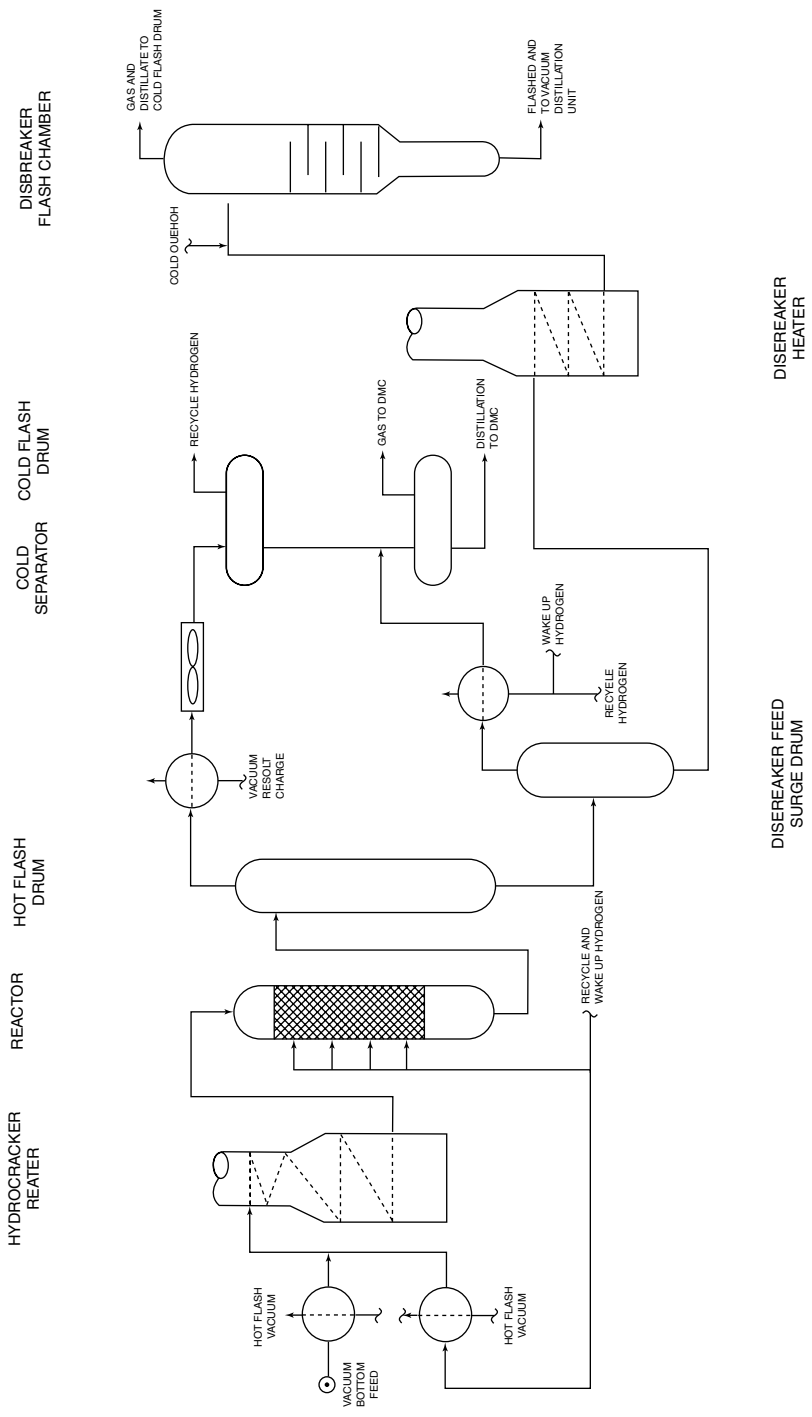 HYDROCRACKER
REATER
REACTOR
HOT FLASH
DRUM
COLD
SEPARATOR
COLD FLASH
DRUM
DISBREAKER
FLASH CHAMBER
GAS AND
DISTILLATE TO
COLD FLASH DRUM
RECYCLE HYDROGEN
COLD OUEHOH
VACUUM
RESOLT
CHARGE
HOT FLASH
VACUUM
VACUUM
BOTTOM
FEED
HOT FLASH
VACUUM
GAS TO DMC
DISTILLATION
TO DMC
FLASHED AND
TO VACUUM
DISTILLATION
UNIT
WAKE UP
HYDROGEN
RECYELE
HYDROGEN
RECYCLE AND
WAKE UP HYDROGEN
DISEREAKER FEED
SURGE DRUM
DISEREAKER
HEATER